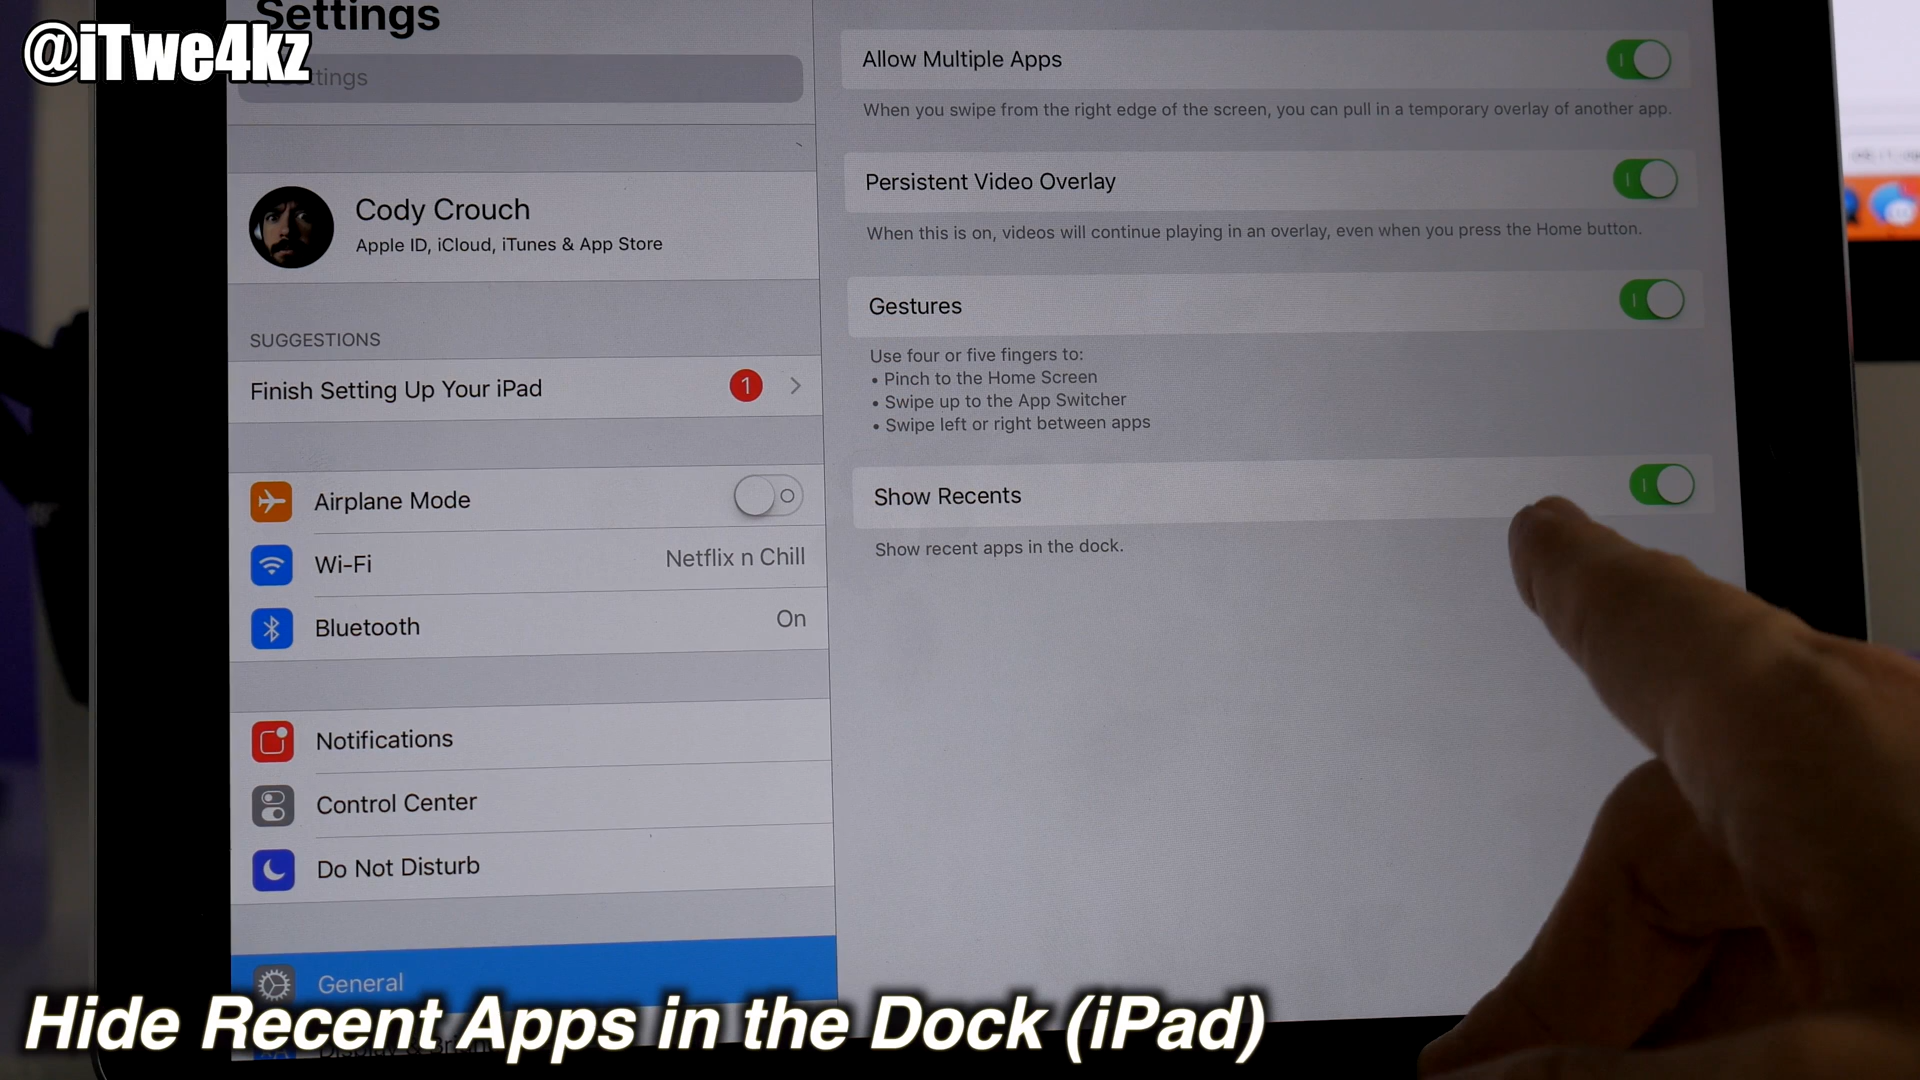 Settings
@iTwe4kz
Settings
Cody Crouch
Apple ID, iCloud, iTunes & App Store
SUGGESTIONS
Finish Setting Up Your iPad
1
Airplane Mode
Wi-Fi
Netflix n Chill
Bluetooth
On
Notifications
Control Center
Do Not Disturb
General
Allow Multiple Apps
When you swipe from the right edge of the screen, you can pull in a temporary overlay of another app.
Persistent Video Overlay
When this is on, videos will continue playing in an overlay, even when you press the Home button.
Gestures
Use four or five fingers to:
• Pinch to the Home Screen
• Swipe up to the App Switcher
• Swipe left or right between apps
Show Recents
Show recent apps in the dock.
Hide Recent Apps in the Dock (iPad)